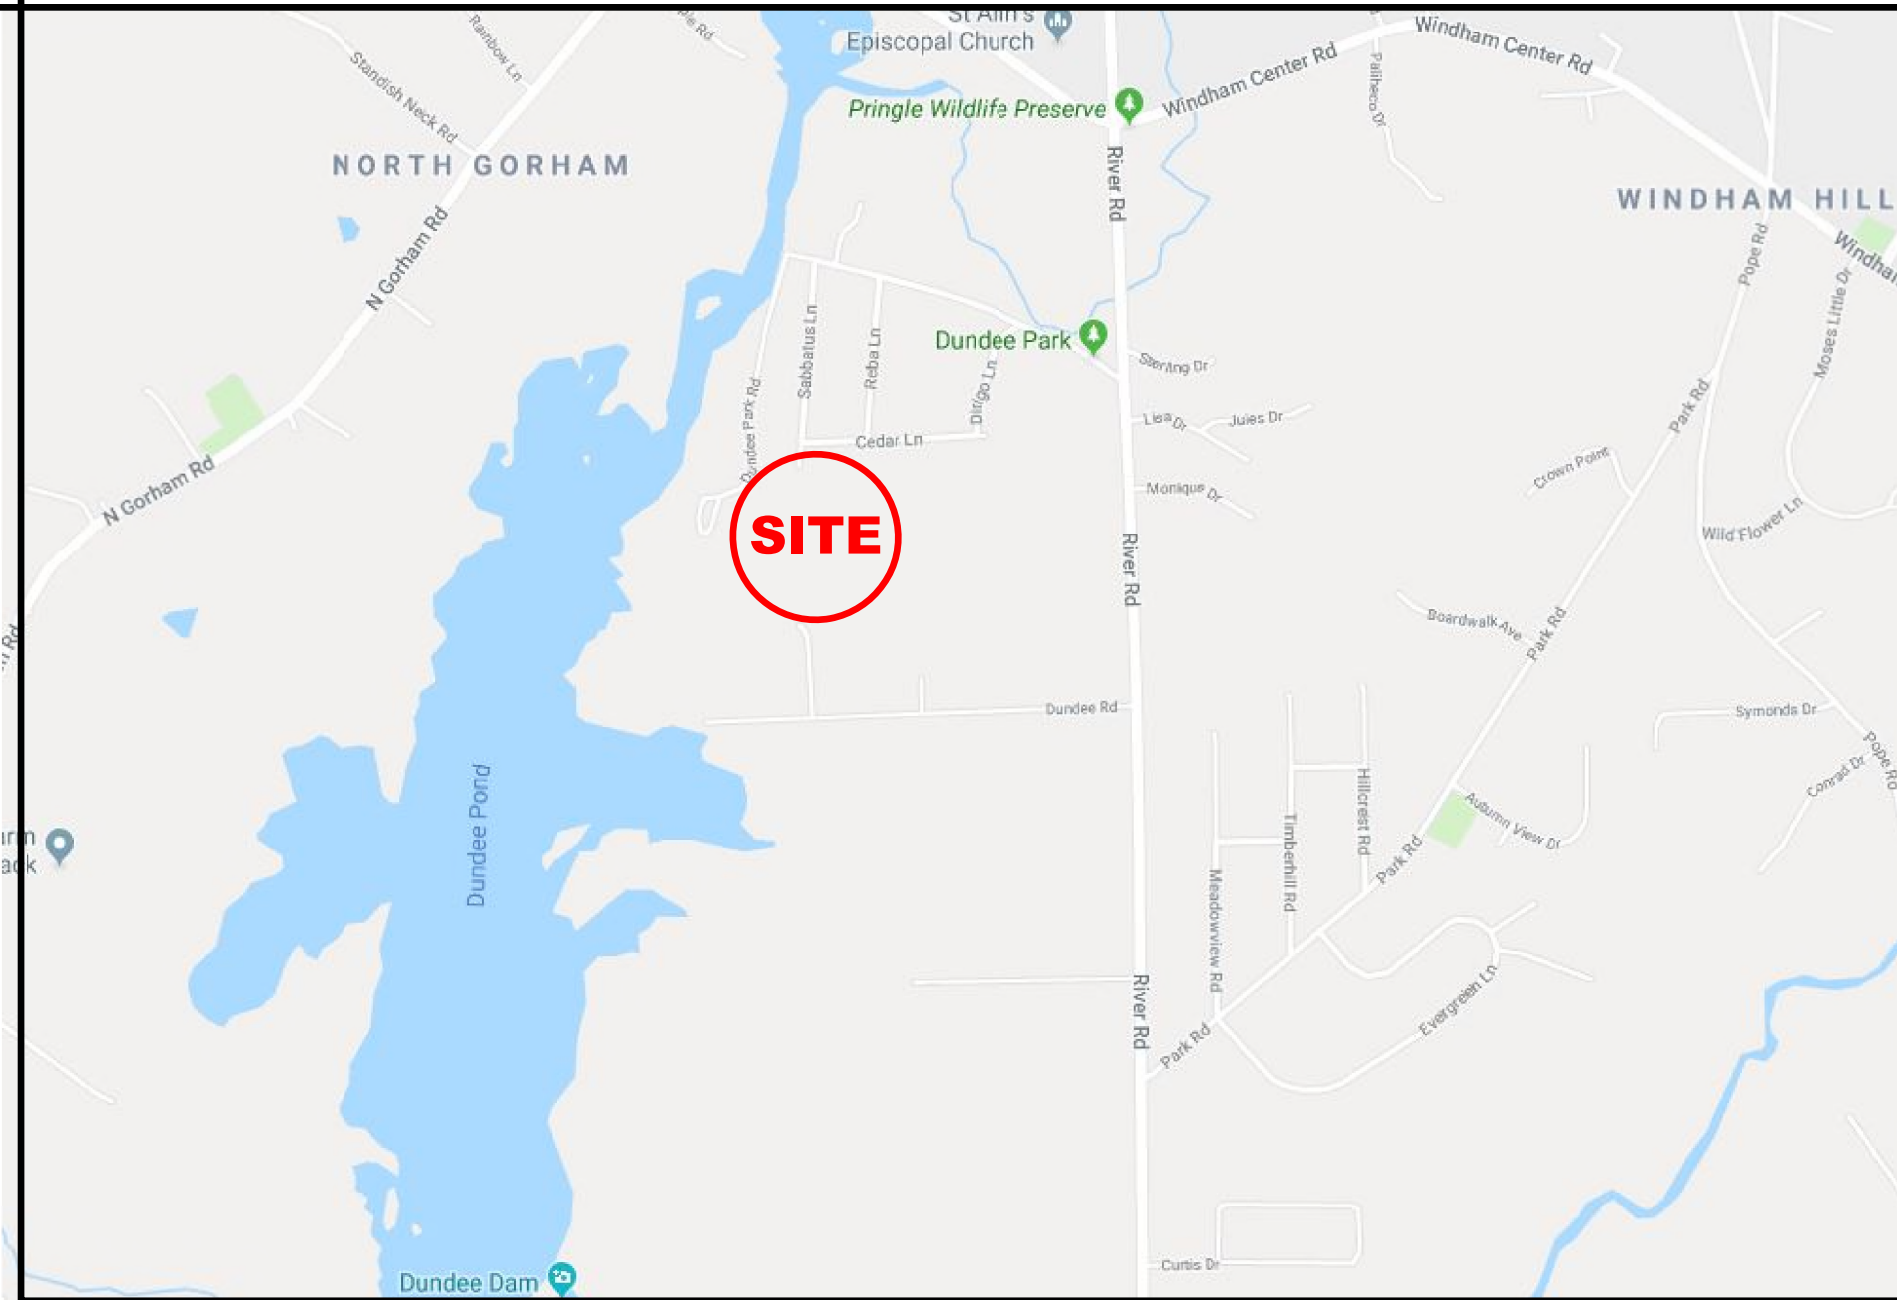 St Ann's
Episcopal Church
Rainbow Ln
Standish Neck Rd
Windham Center Rd
Windham Center Rd
Pringle Wildlife Preserve
NORTH GORHAM
River Rd
WINDHAM HILL
N Gorham Rd
Pope Rd
Moses Little Dr
Sabbatus Ln
Reba Ln
Dundee Park
Dirigo Ln
Sterling Dr
Dundee Park Rd
Cedar Ln
Lisa Dr
Jules Dr
Park Rd
N Gorham Rd
Crown Point
Monique Dr
SITE
Wild Flower Ln
River Rd
Boardwalk Ave
Park Rd
Dundee Rd
Symonds Dr
Pope Rd
Conrad Dr
Dundee Pond
Hillcrest Rd
Timberhill Rd
Autumn View Dr
Park Rd
Meadowview Rd
Evergreen Ln
River Rd
Park Rd
Curtis Dr
Dundee Dam